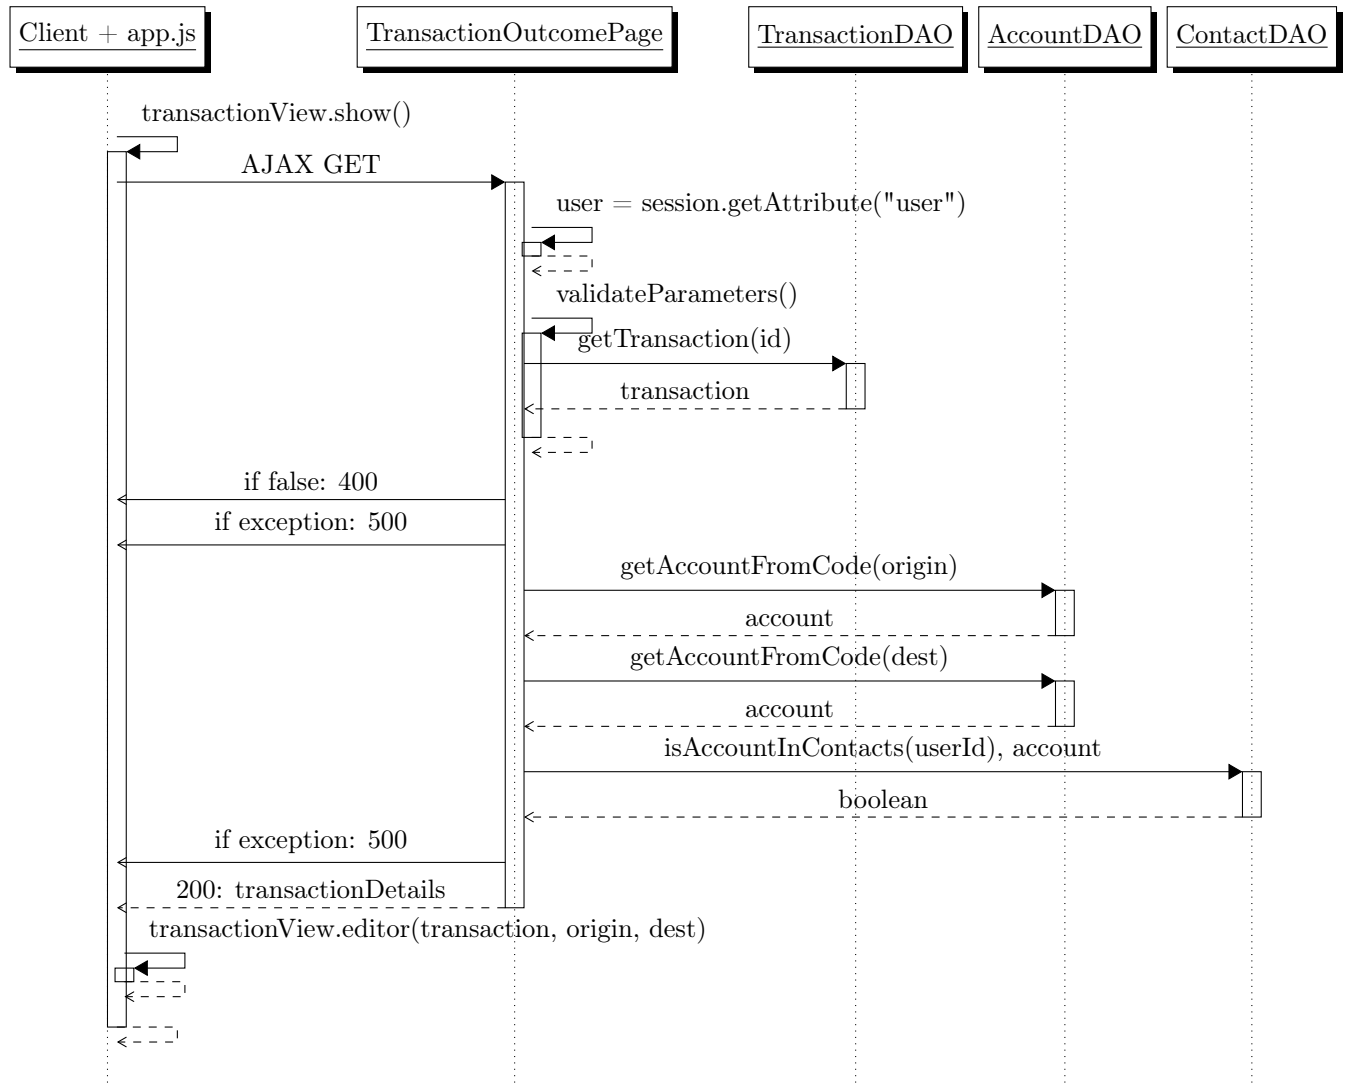 Client + app.js
TransactionOutcomePage
TransactionDAO
AccountDAO
ContactDAO
transactionView.show()
AJAX GET
user = session.getAttribute("user")
validateParameters()
getTransaction(id)
transaction
if false: 400
if exception: 500
getAccountFromCode(origin)
account
getAccountFromCode(dest)
account
isAccountInContacts(userId), account
boolean
if exception: 500
200: transactionDetails
transactionView.editor(transaction, origin, dest)